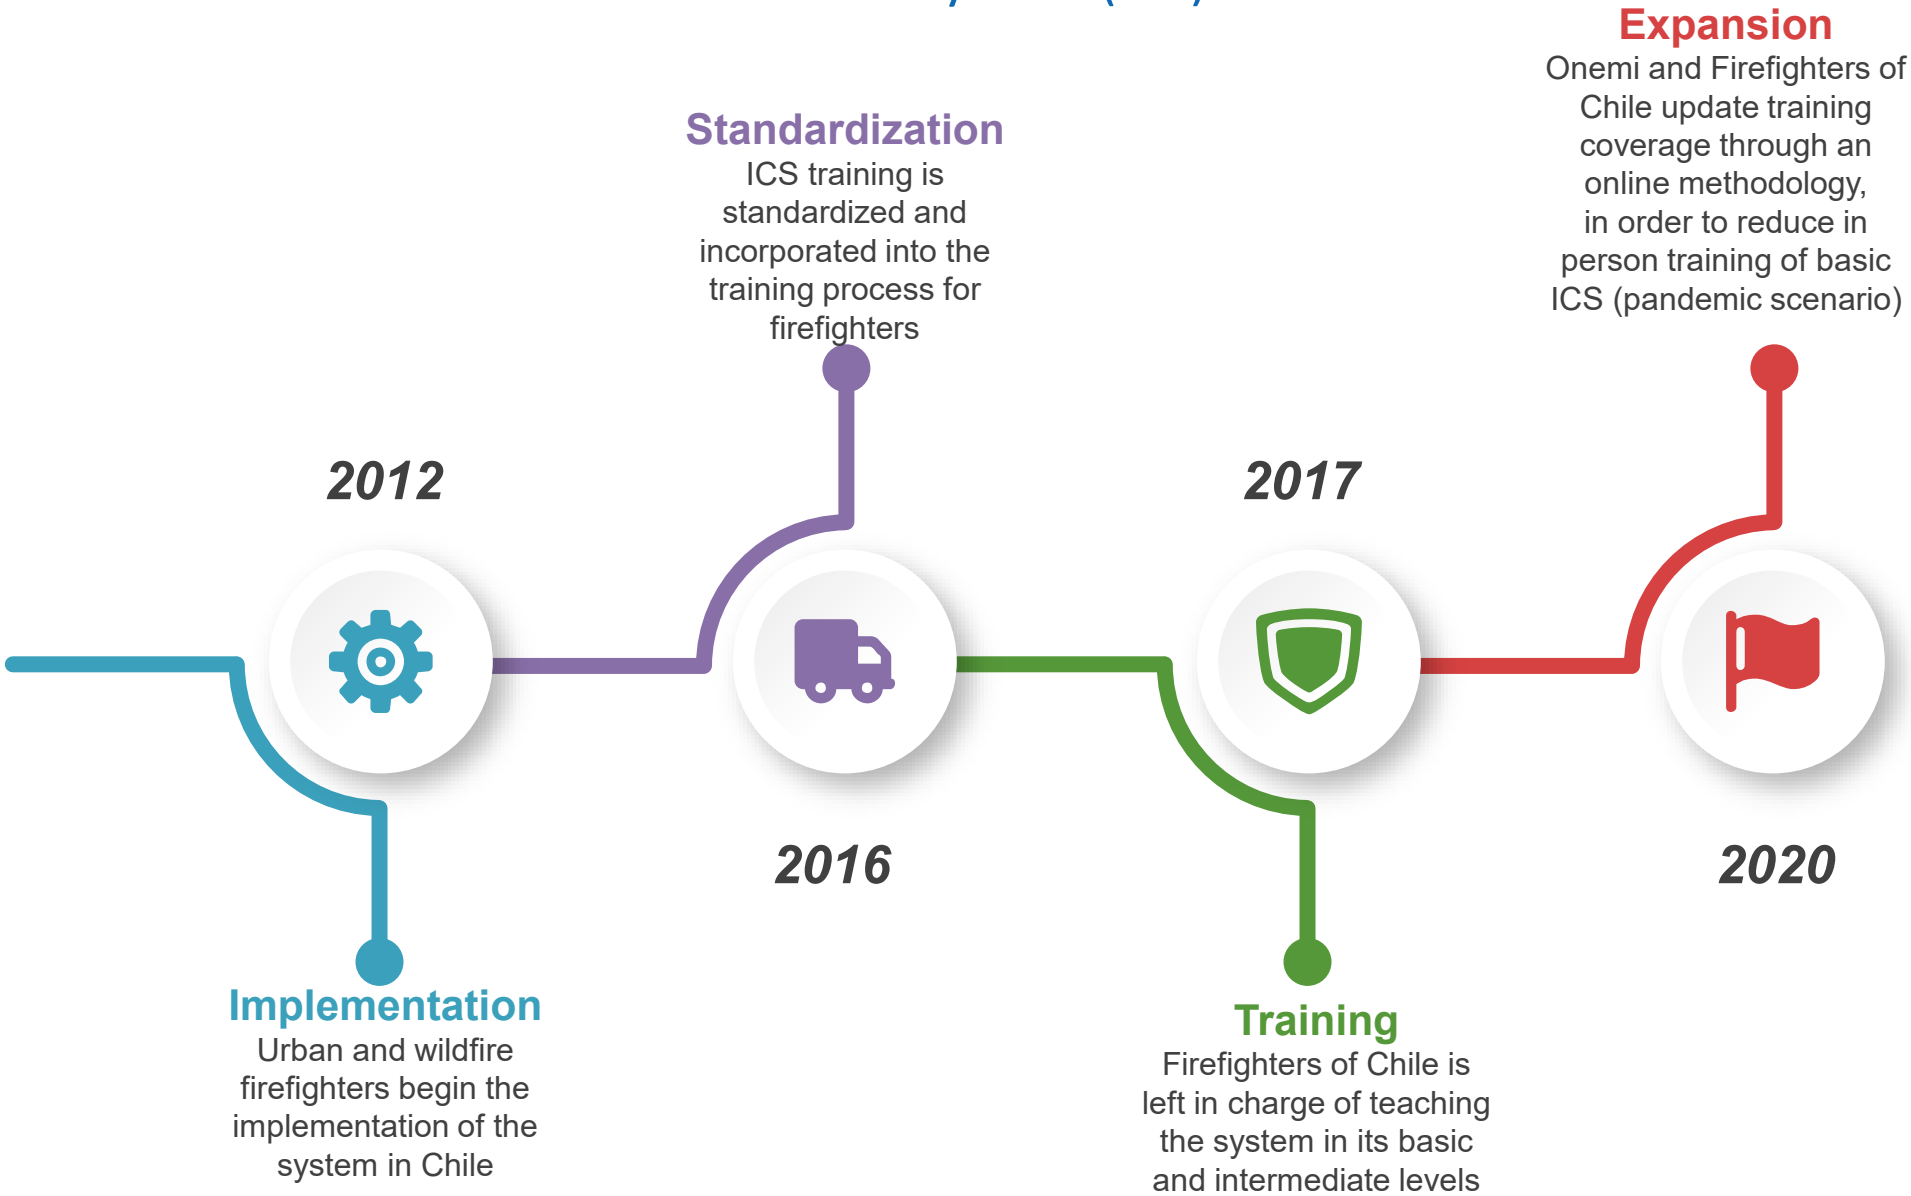 Expansion
Onemi and Firefighters of
Chile update training
coverage through an
online methodology,
in order to reduce in
person training of basic
ICS (pandemic scenario)
Standardization
ICS training is
standardized and
incorporated into the
training process for
firefighters
2012
2017
2016
2020
Implementation
Urban and wildfire
firefighters begin the
implementation of the
system in Chile
Training
Firefighters of Chile is
left in charge of teaching
the system in its basic
and intermediate levels